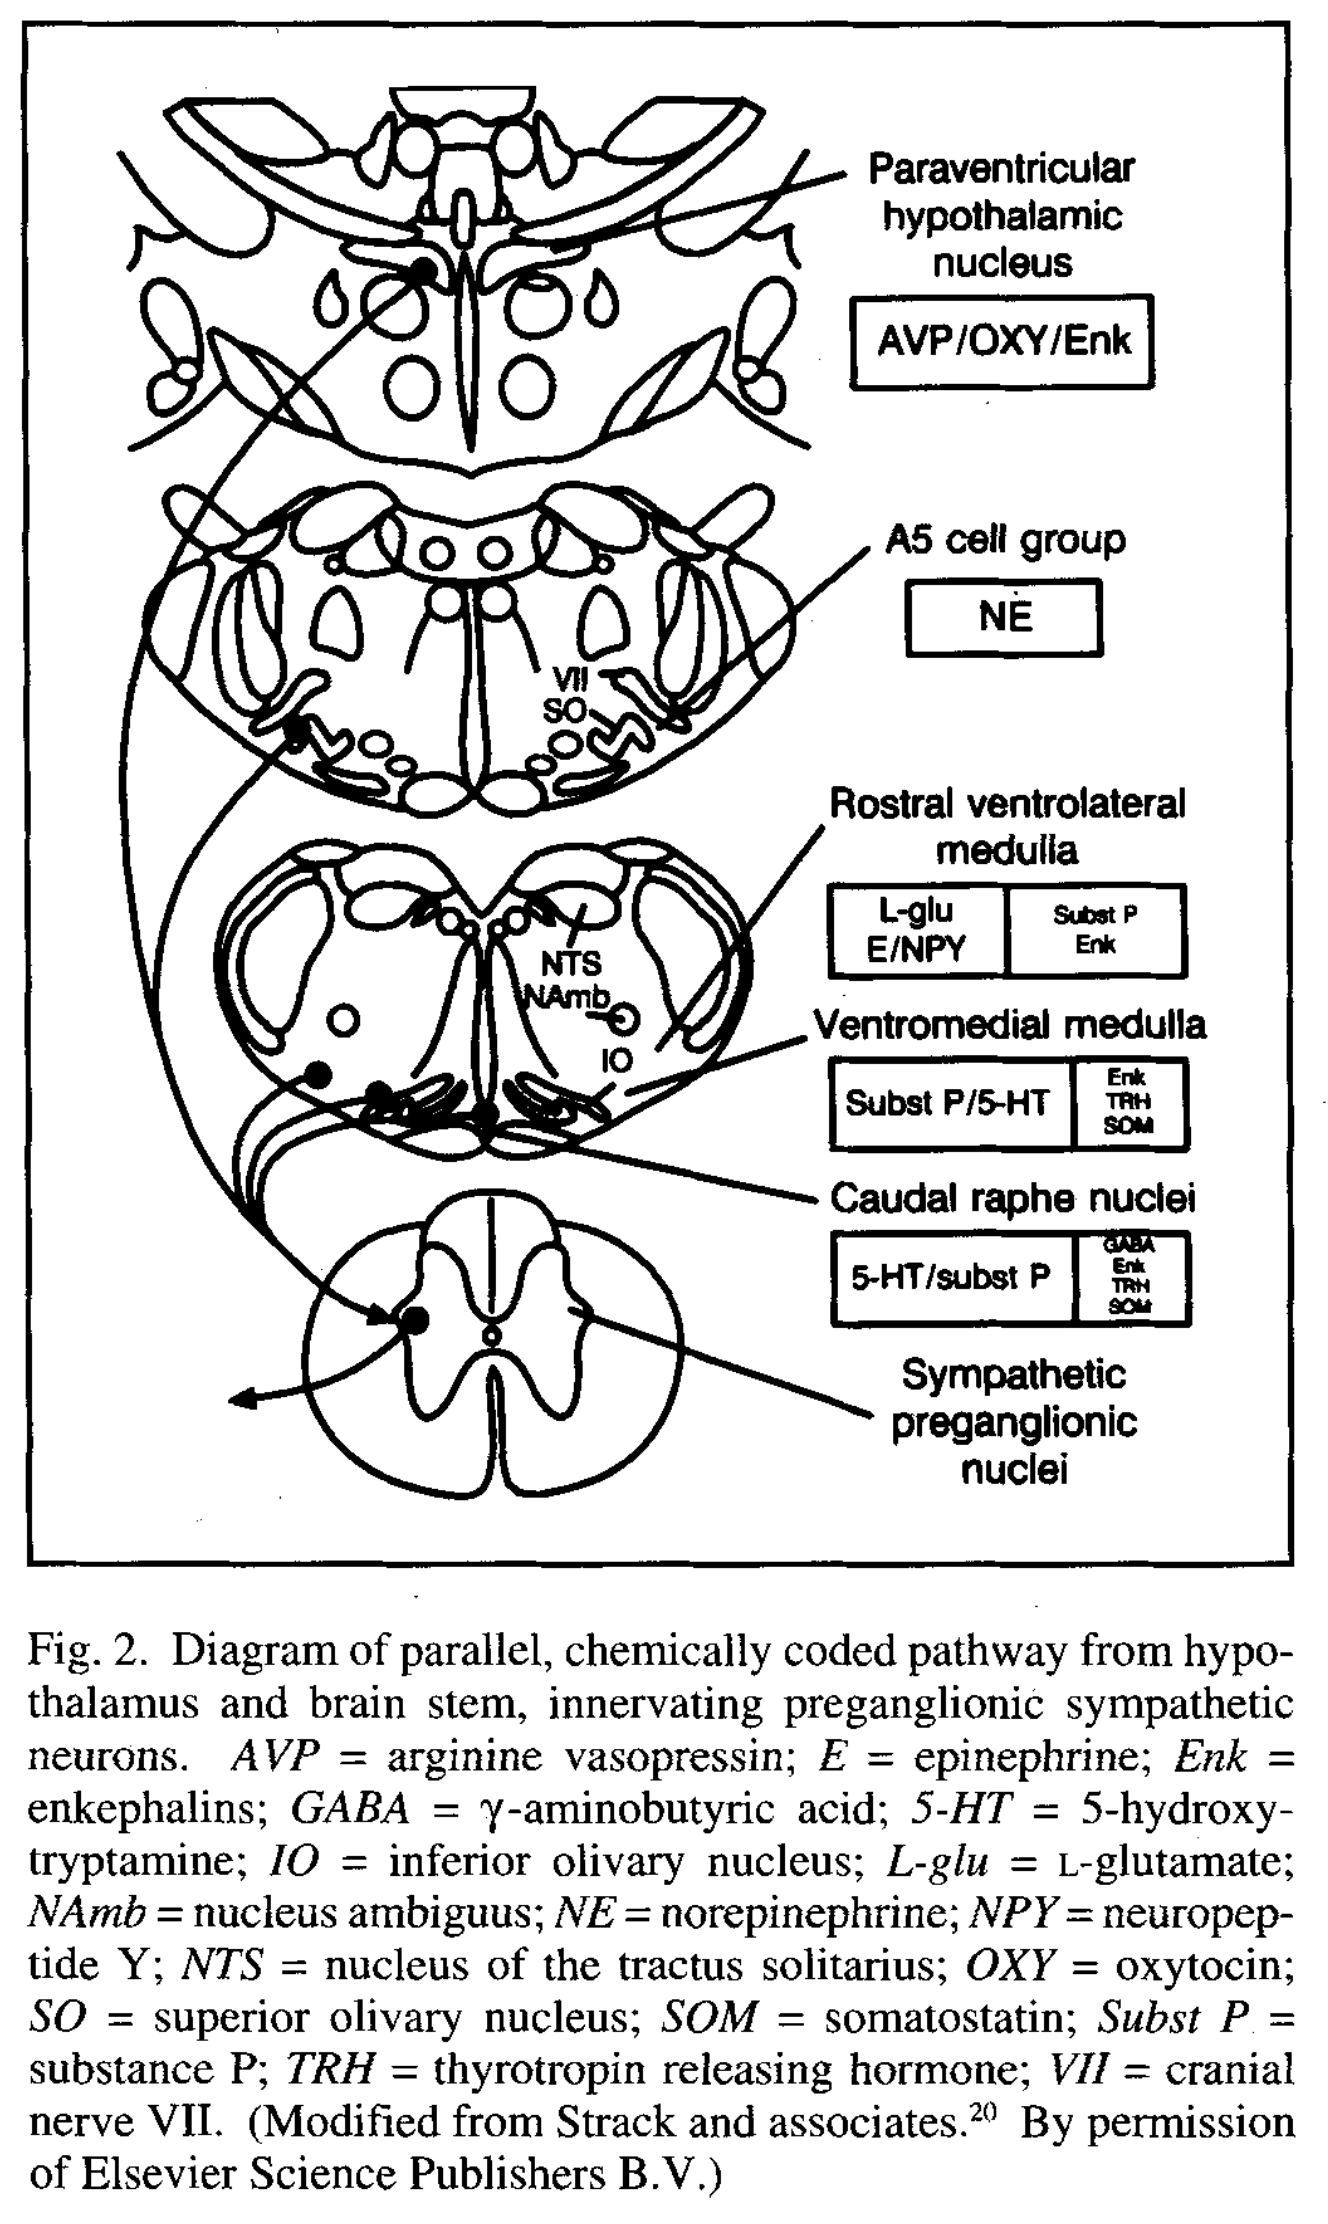 Paraventricular
hypothalamic
nucleus
AVP/OXY/Enk
A5 cell group
NE
VII
SO
Rostral ventrolateral
medulla
L-glu
E/NPY
Subst P
Enk
NTS
NAmb
IO
Ventromedial medulla
Subst P/5-HT
Enk
TRH
SOM
Caudal raphe nuclei
5-HT/subst P
GABA
Enk
TRH
SOM
Sympathetic
preganglionic
nuclei
Fig. 2. Diagram of parallel, chemically coded pathway from hypo-
thalamus and brain stem, innervating preganglionic sympathetic
neurons. AVP = arginine vasopressin; E = epinephrine; Enk =
enkephalins; GABA = γ-aminobutyric acid; 5-HT = 5-hydroxy-
tryptamine; IO = inferior olivary nucleus; L-glu = L-glutamate;
NAmb = nucleus ambiguus; NE = norepinephrine; NPY = neuropep-
tide Y; NTS = nucleus of the tractus solitarius; OXY = oxytocin;
SO = superior olivary nucleus; SOM = somatostatin; Subst P =
substance P; TRH = thyrotropin releasing hormone; VII = cranial
nerve VII. (Modified from Strack and associates.20 By permission
of Elsevier Science Publishers B.V.)